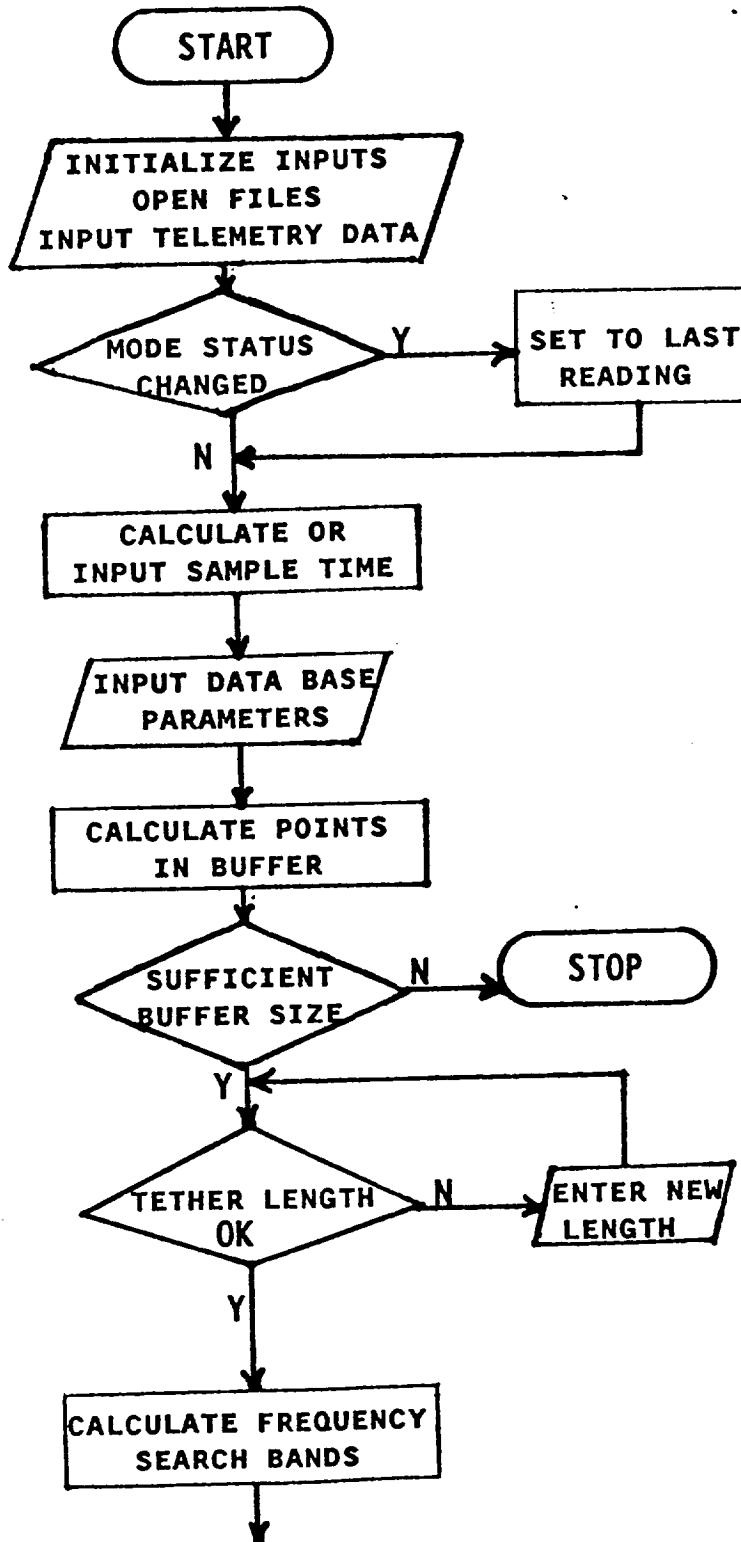 START
INITIALIZE INPUTS
OPEN FILES
INPUT TELEMETRY DATA
MODE STATUS
CHANGED
Y
SET TO LAST
READING
N
CALCULATE OR
INPUT SAMPLE TIME
INPUT DATA BASE
PARAMETERS
CALCULATE POINTS
IN BUFFER
SUFFICIENT
BUFFER SIZE
N
STOP
Y
TETHER LENGTH
OK
N
ENTER NEW
LENGTH
Y
CALCULATE FREQUENCY
SEARCH BANDS